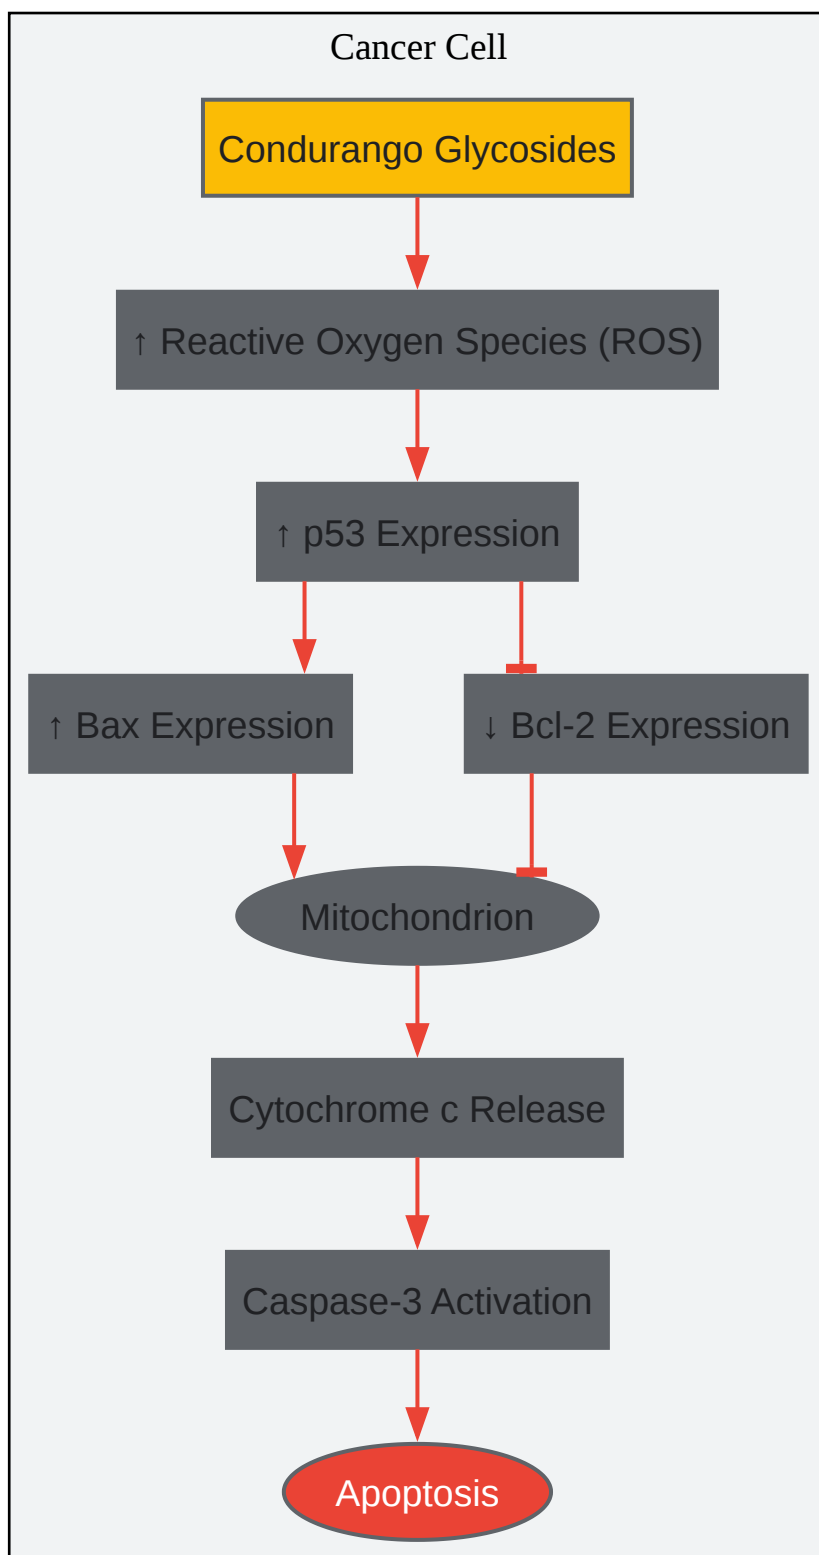 Cancer Cell
Condurango Glycosides
↑ Reactive Oxygen Species (ROS)
↑ p53 Expression
↑ Bax Expression
↓ Bcl-2 Expression
Mitochondrion
Cytochrome c Release
Caspase-3 Activation
Apoptosis